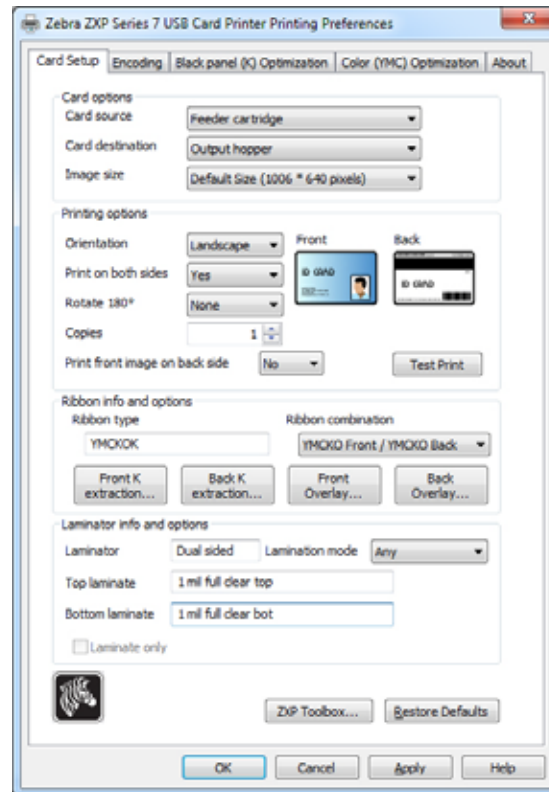 Zebra ZXP Series 7 USB Card Printer Printing Preferences
Card Setup Encoding Black panel (K) Optimization Color (YMC) Optimization About
Card options
Card source Feeder cartridge
Card destination Output hopper
Image size Default Size (1006 * 640 pixels)
Printing options
Orientation Landscape Front Back
Print on both sides Yes
ID CARD ID CARD
Rotate 180° None
Copies 1
Print front image on back side No Test Print
Ribbon info and options
Ribbon type Ribbon combination
YMCKOK YMCKO Front / YMCKO Back
Front K extraction... Back K extraction... Front Overlay... Back Overlay...
Laminator info and options
Laminator Dual sided Lamination mode Any
Top laminate 1 mil full clear top
Bottom laminate 1 mil full clear bot
Laminate only
ZXP Toolbox... Restore Defaults
OK Cancel Apply Help